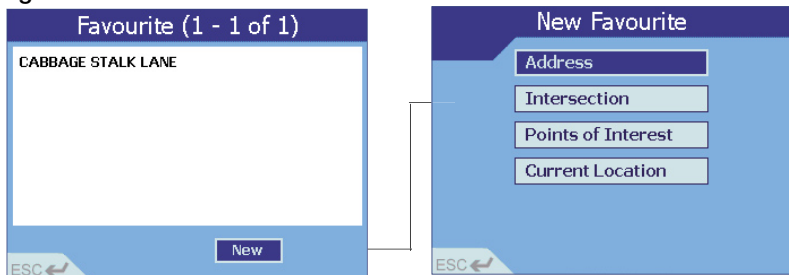 Favourite (1 - 1 of 1)
CABBAGE STALK LANE
New
ESC
New Favourite
Address
Intersection
Points of Interest
Current Location
ESC